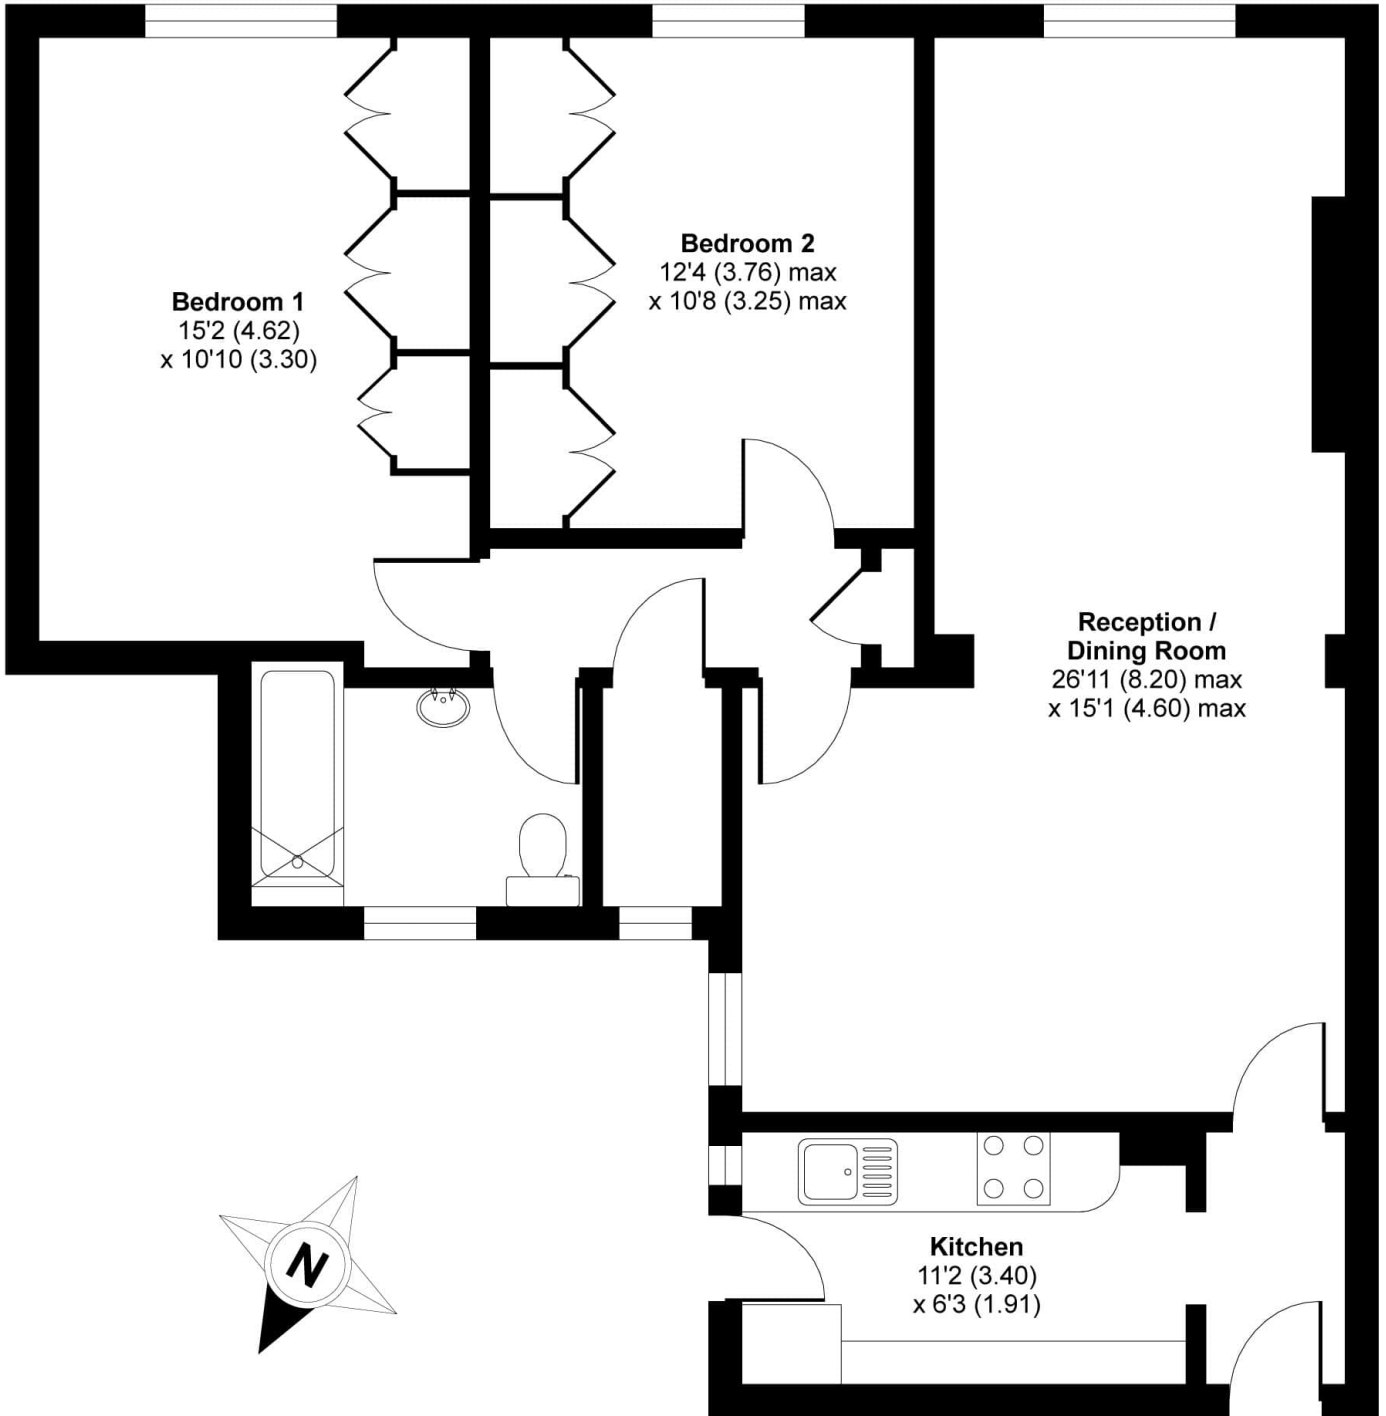 Bedroom 1
15'2 (4.62)
x 10'10 (3.30)
Bedroom 2
12'4 (3.76) max
x 10'8 (3.25) max
Reception /
Dining Room
26'11 (8.20) max
x 15'1 (4.60) max
Kitchen
11'2 (3.40)
x 6'3 (1.91)
N